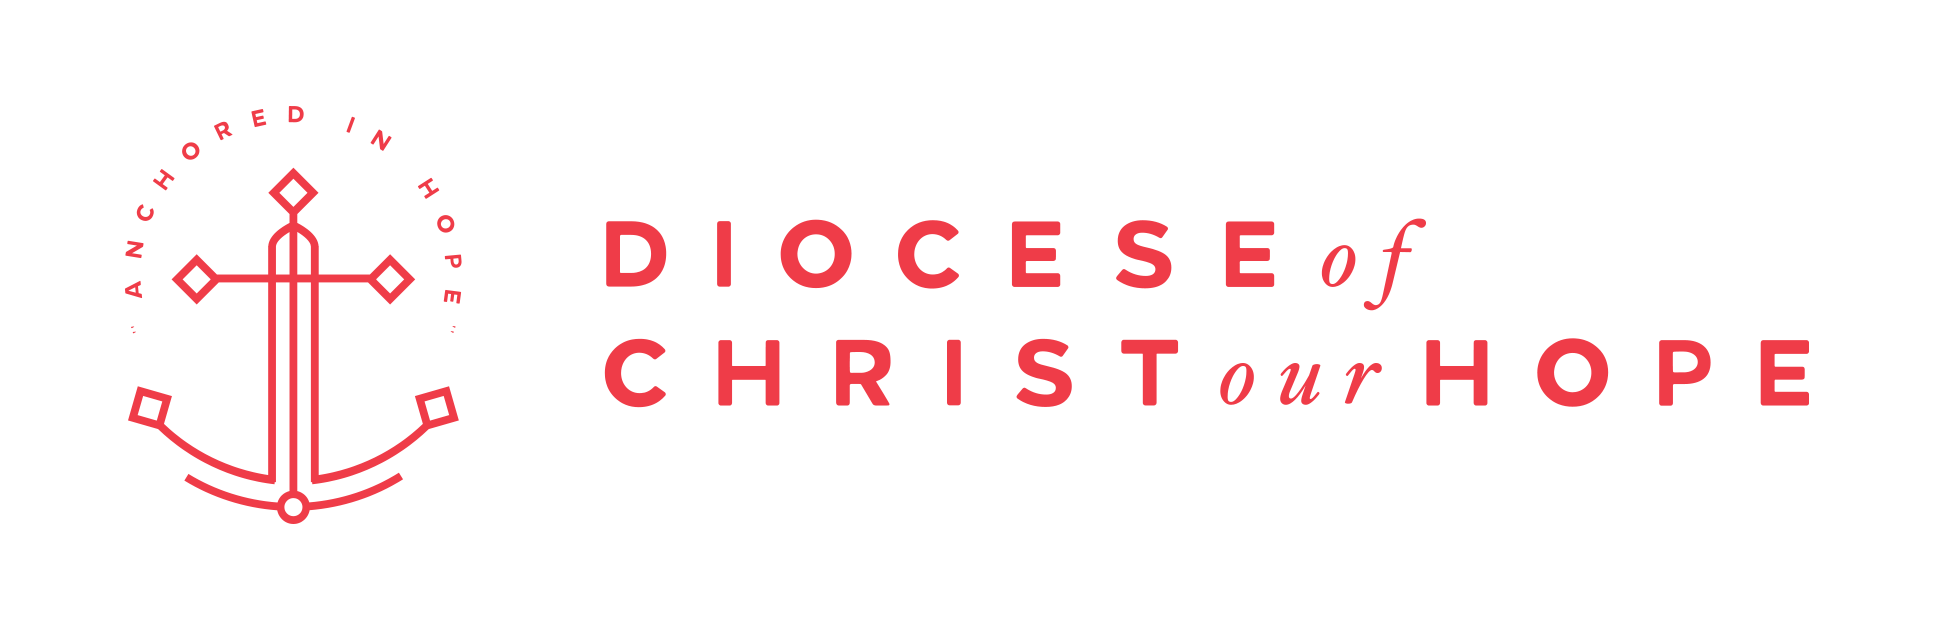 "ANCHORED IN HOPE"
DIOCESE of
CHRIST our HOPE